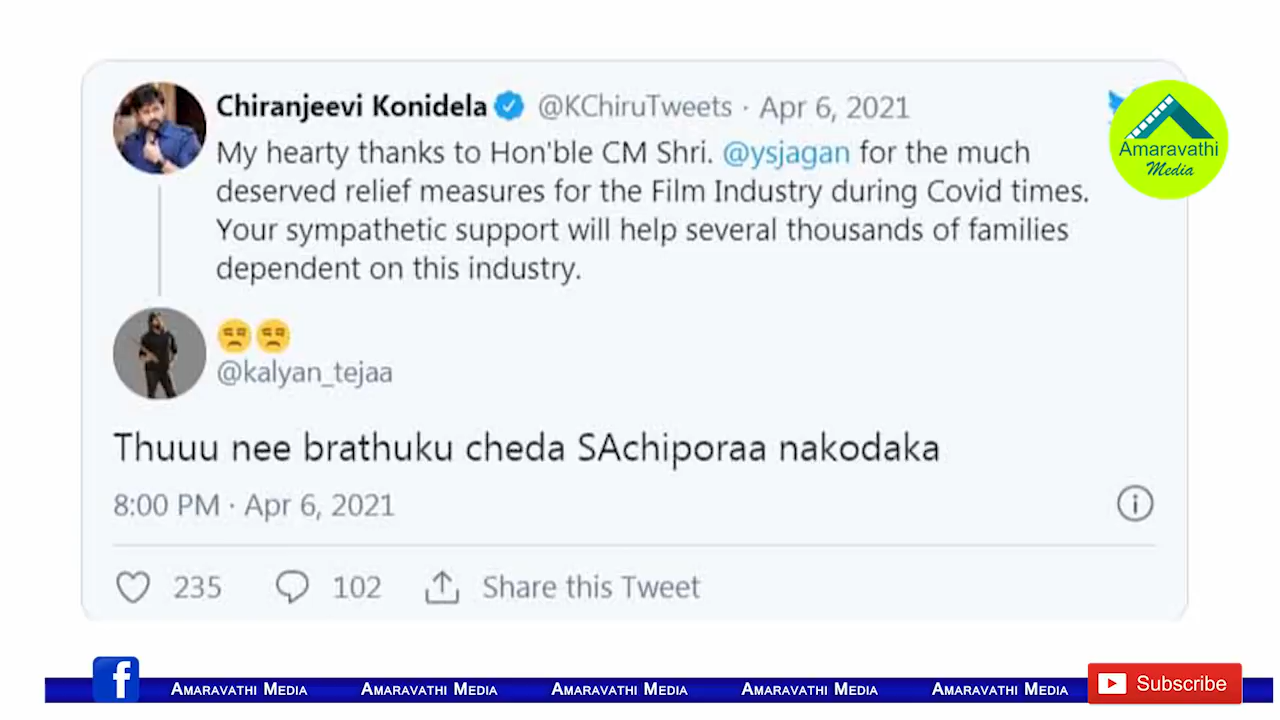 Chiranjeevi Konidela @KChiruTweets · Apr 6, 2021
My hearty thanks to Hon'ble CM Shri. @ysjagan for the much
deserved relief measures for the Film Industry during Covid times.
Your sympathetic support will help several thousands of families
dependent on this industry.
Amaravathi
Media
😒😒
@kalyan_tejaa
Thuuu nee brathuku cheda SAchiporaa nakodaka
8:00 PM · Apr 6, 2021
235 102 Share this Tweet
f Amaravathi Media Amaravathi Media Amaravathi Media Amaravathi Media Amaravathi Media Subscribe